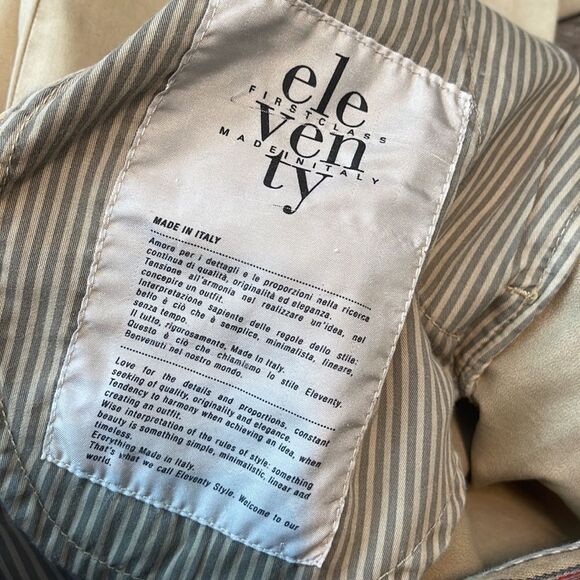 ele
FIRSTCLASS
ven
MADEINITALY
ty
MADE IN ITALY
Amore per i dettagli e le proporzioni nella ricerca
continua di qualità, originalità ed eleganza.
Tensione all'armonia nel realizzare un'idea, nel
concepire un outfit.
Interpretazione sapiente delle regole dello stile:
bello è ciò che è semplice, minimalista, lineare,
senza tempo.
Il tutto, rigorosamente, Made in Italy.
Questo è ciò che chiamiamo lo stile Eleventy.
Benvenuti nel nostro mondo.
Love for the details and proportions, constant
seeking of quality, originality and elegance.
Tendency to harmony when achieving an idea, when
creating an outfit.
Wise interpretation of the rules of style: something
beauty is something simple, minimalistic, linear and
timeless.
Erorything Made in Italy.
That's what we call Eleventy Style. Welcome to our
world.